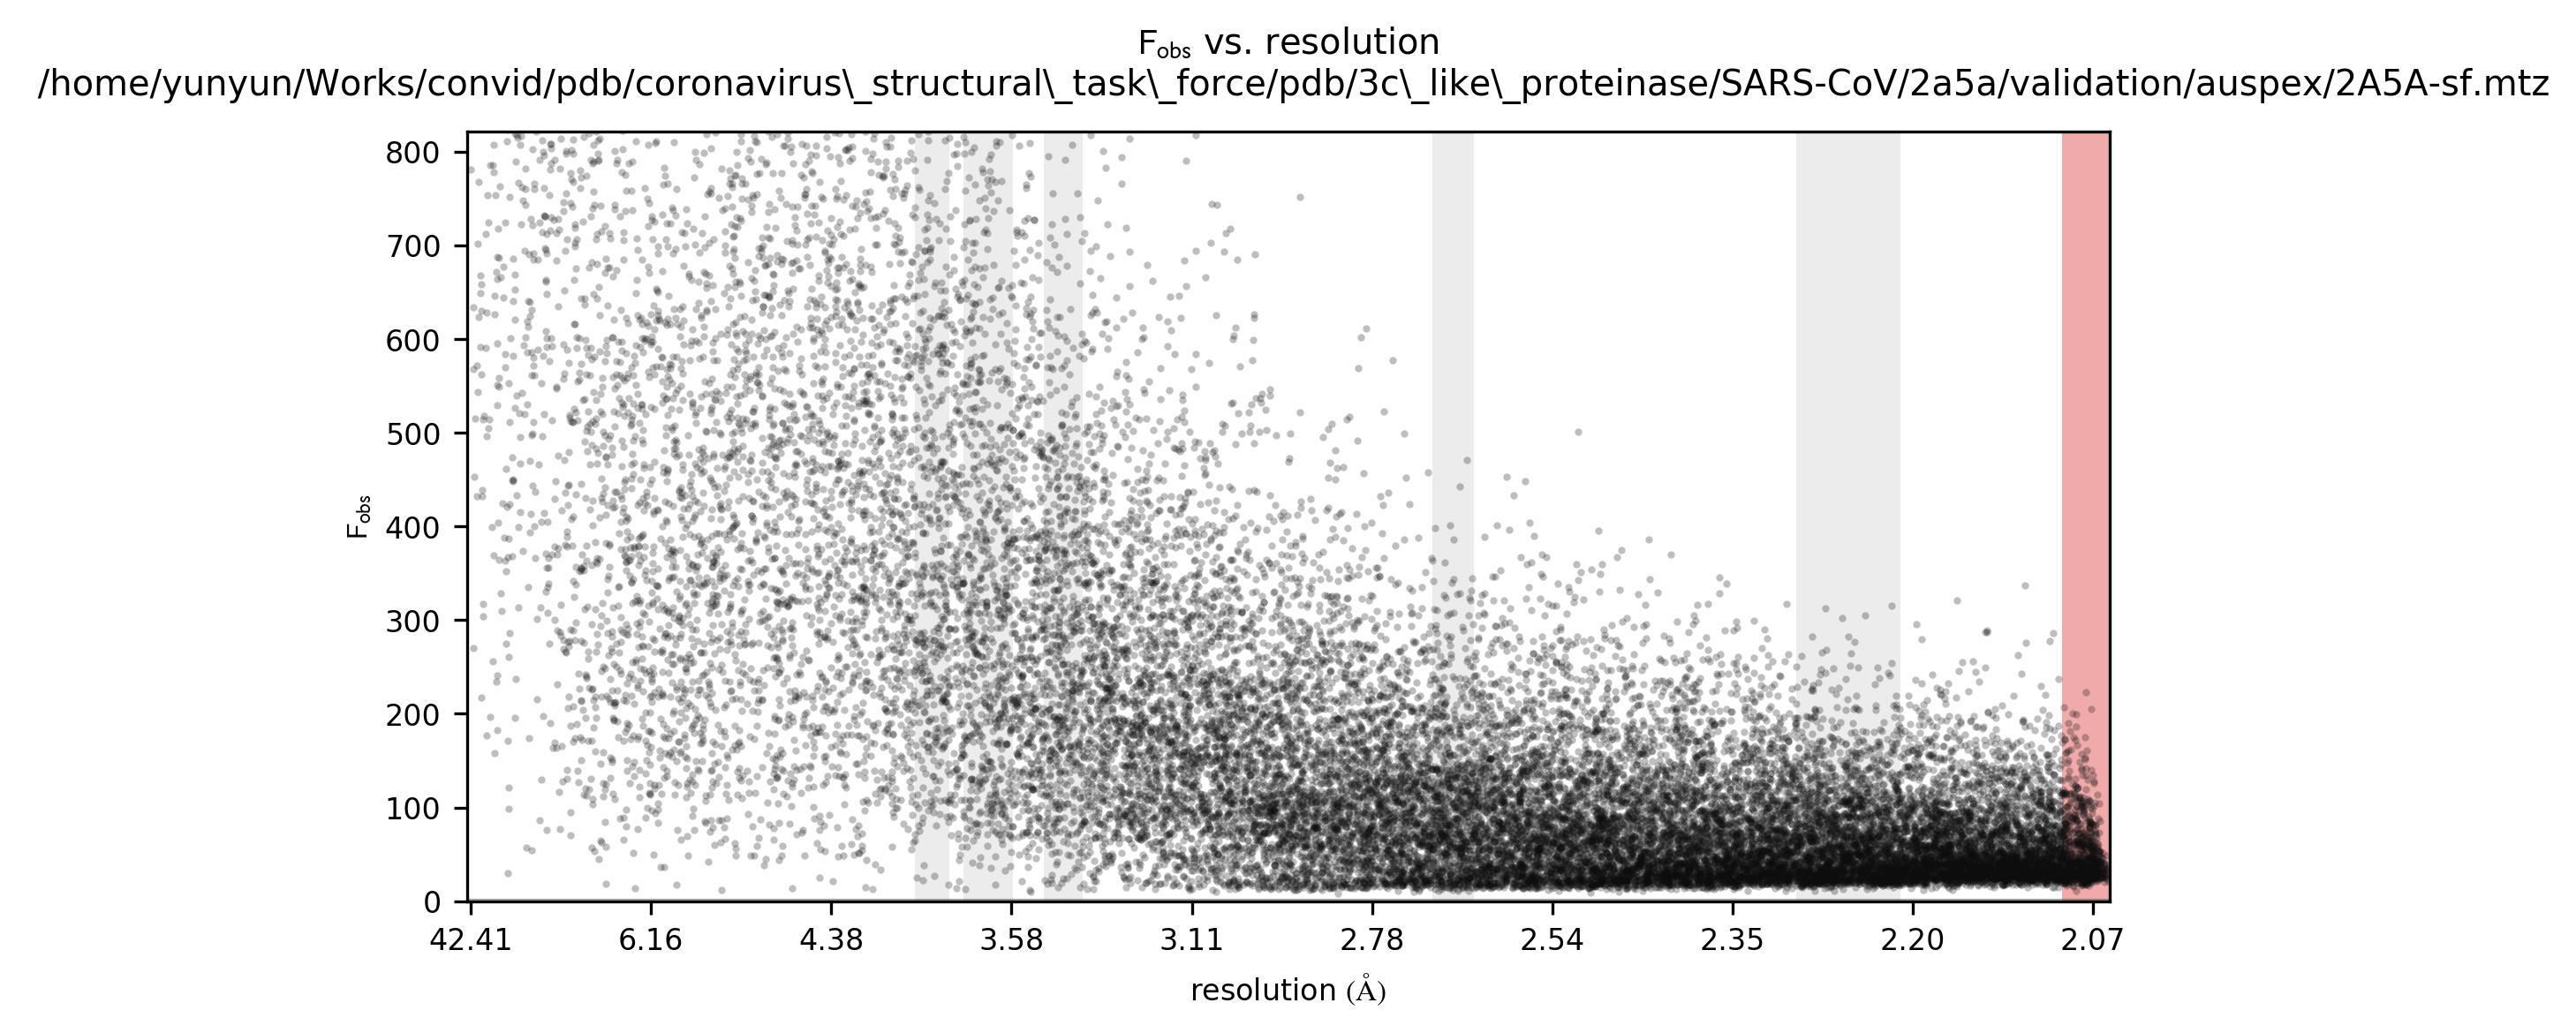 Fobs vs. resolution
/home/yunyun/Works/convid/pdb/coronavirus\_structural\_task\_force/pdb/3c\_like\_proteinase/SARS-CoV/2a5a/validation/auspex/2A5A-sf.mtz
800
700
600
500
400
300
200
100
0
Fobs
42.41 6.16 4.38 3.58 3.11 2.78 2.54 2.35 2.20 2.07
resolution (Å)